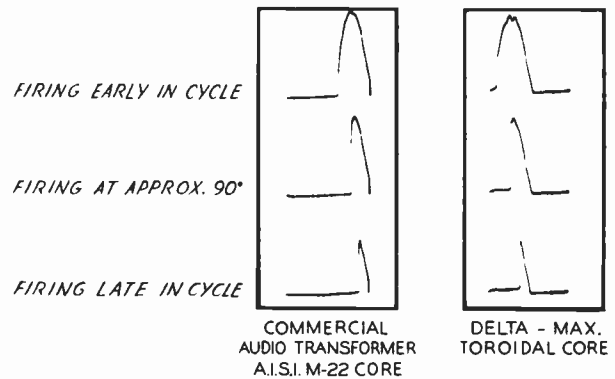 FIRING EARLY IN CYCLE
FIRING AT APPROX. 90°
FIRING LATE IN CYCLE
COMMERCIAL
AUDIO TRANSFORMER
A.I.S.I. M-22 CORE
DELTA - MAX.
TOROIDAL CORE